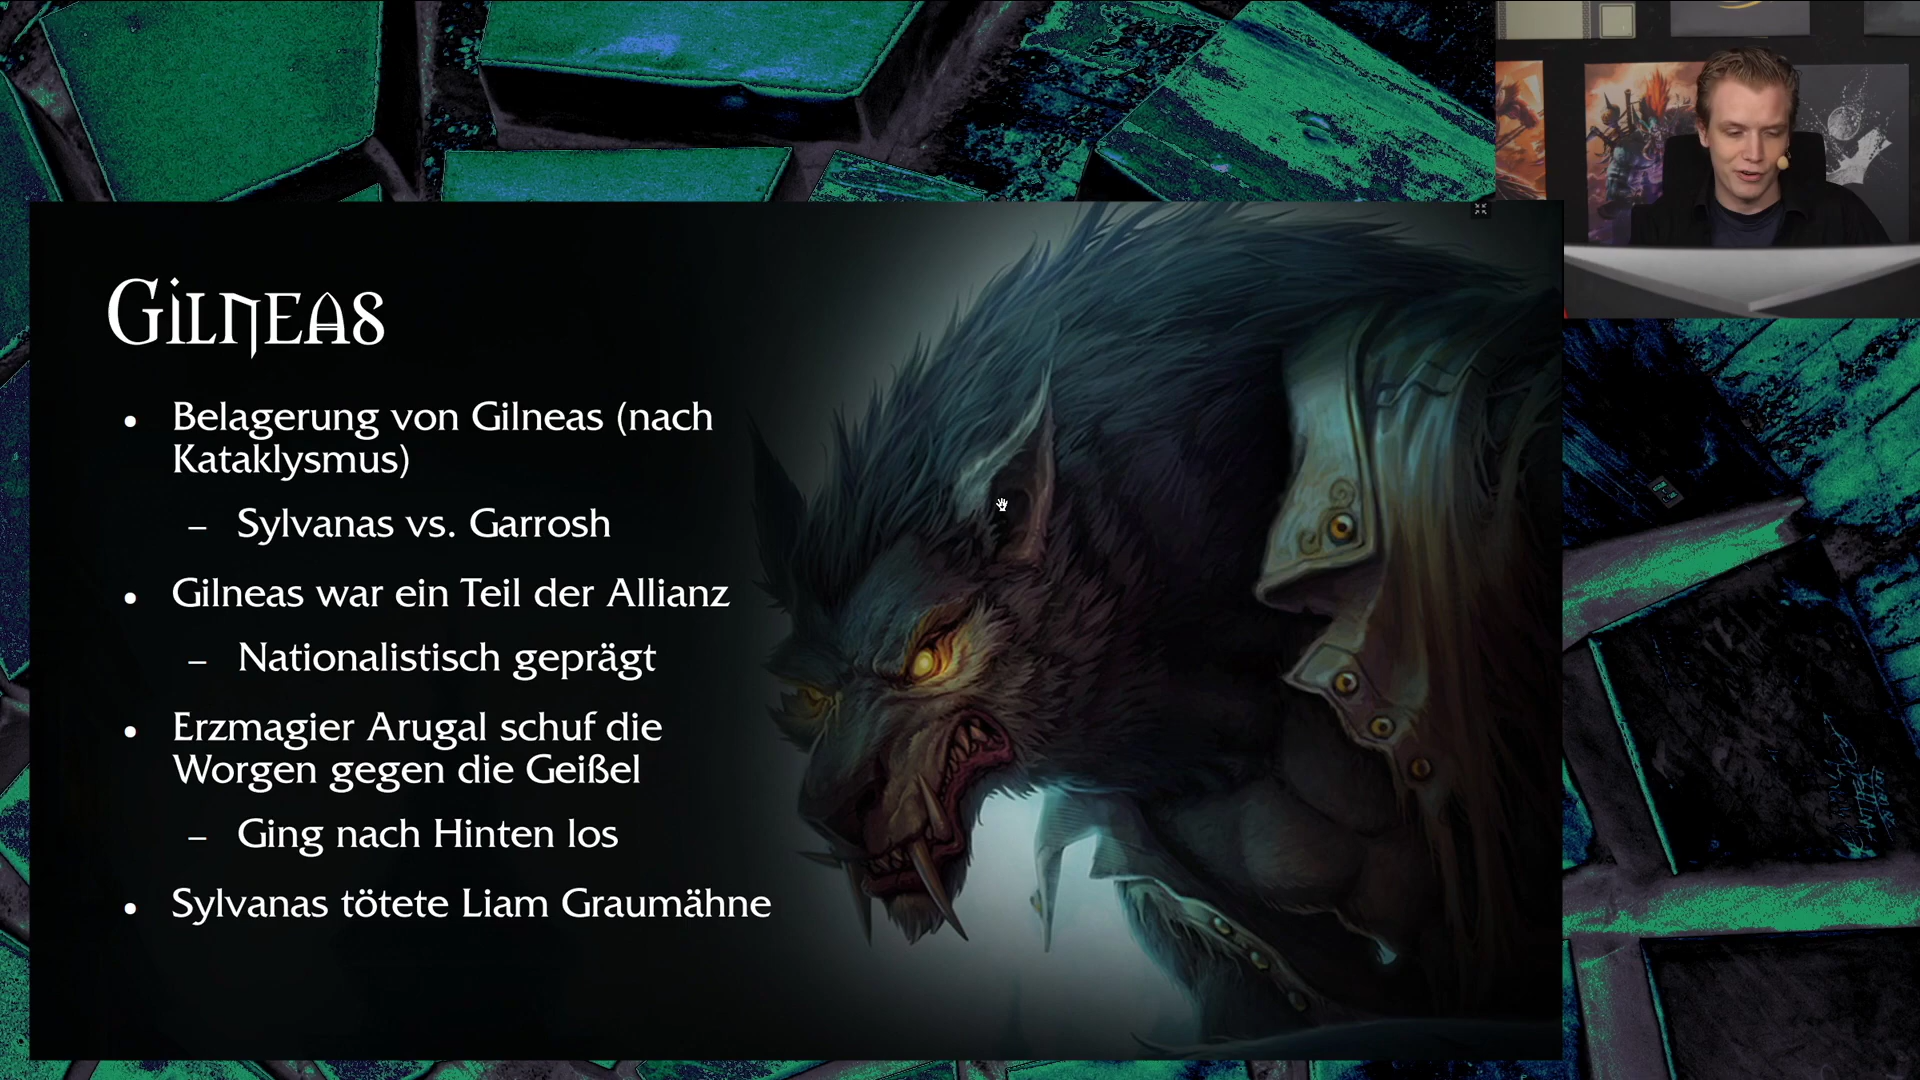 Gilneas
• Belagerung von Gilneas (nach
Kataklysmus)
– Sylvanas vs. Garrosh
• Gilneas war ein Teil der Allianz
– Nationalistisch geprägt
• Erzmagier Arugal schuf die
Worgen gegen die Geißel
– Ging nach Hinten los
• Sylvanas tötete Liam Graumähne